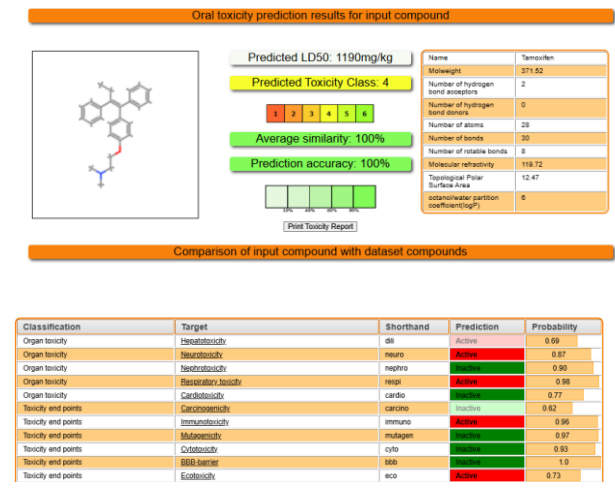 Oral toxicity prediction results for input compound
Predicted LD50: 1190mg/kg
Predicted Toxicity Class: 4
1 2 3 4 5 6
Average similarity: 100%
Prediction accuracy: 100%
20% 40% 60% 80%
Print Toxicity Report
Name Tamoxifen
Molweight 371.52
Number of hydrogen bond acceptors 2
Number of hydrogen bond donors 0
Number of atoms 28
Number of bonds 30
Number of rotable bonds 8
Molecular refractivity 119.72
Topological Polar Surface Area 12.47
octanol/water partition coefficient(logP) 6
Comparison of input compound with dataset compounds
Classification Target Shorthand Prediction Probability
Organ toxicity Hepatotoxicity dili Active 0.69
Organ toxicity Neurotoxicity neuro Active 0.87
Organ toxicity Nephrotoxicity nephro Inactive 0.90
Organ toxicity Respiratory toxicity respi Active 0.98
Organ toxicity Cardiotoxicity cardio Inactive 0.77
Toxicity end points Carcinogenicity carcino Inactive 0.62
Toxicity end points Immunotoxicity immuno Active 0.96
Toxicity end points Mutagenicity mutagen Inactive 0.97
Toxicity end points Cytotoxicity cyto Inactive 0.93
Toxicity end points BBB-barrier bbb Inactive 1.0
Toxicity end points Ecotoxicity eco Active 0.73